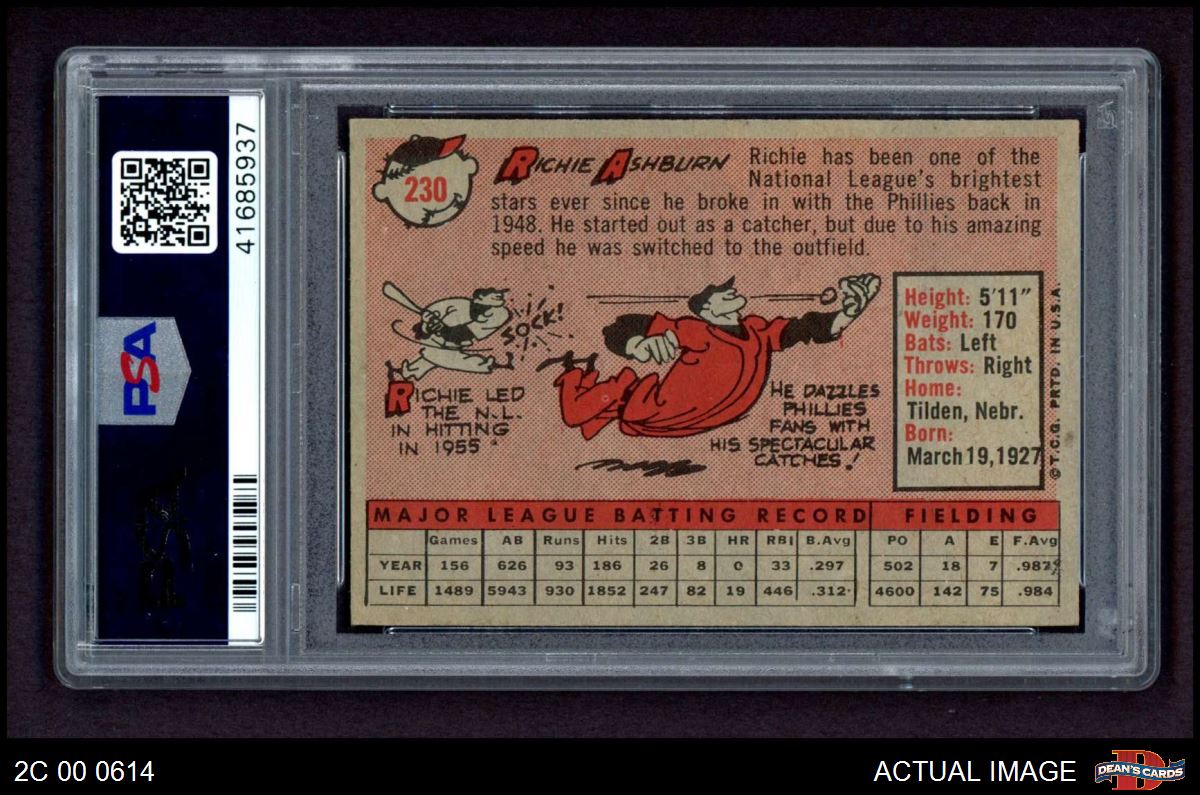 41685937
PSA
PSA
230
RICHIE ASHBURN
Richie has been one of the
National League's brightest
stars ever since he broke in with the Phillies back in
1948. He started out as a catcher, but due to his amazing
speed he was switched to the outfield.
SOCK!
RICHIE LED
THE N.L.
IN HITTING
IN 1955
HE DAZZLES
PHILLIES
FANS WITH
HIS SPECTACULAR
CATCHES!
Height: 5'11"
Weight: 170
Bats: Left
Throws: Right
Home:
Tilden, Nebr.
Born:
March 19, 1927
© T.C.G. PRTD. IN U.S.A.
MAJOR LEAGUE BATTING RECORD FIELDING
Games AB Runs Hits 2B 3B HR RBI B.Avg PO A E F.Avg
YEAR 156 626 93 186 26 8 0 33 .297 502 18 7 .987
LIFE 1489 5943 930 1852 247 82 19 446 .312 4600 142 75 .984
2C 00 0614
ACTUAL IMAGE
D
DEAN'S CARDS